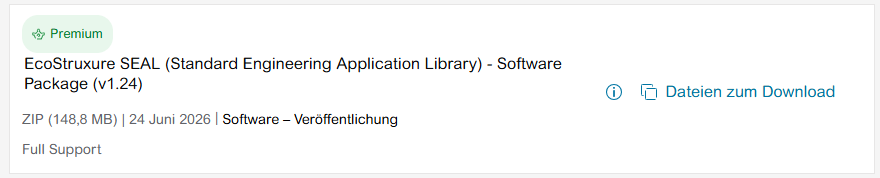 Premium
EcoStruxure SEAL (Standard Engineering Application Library) - Software
Package (v1.24)
Dateien zum Download
ZIP (148,8 MB) | 24 Juni 2026 | Software – Veröffentlichung
Full Support